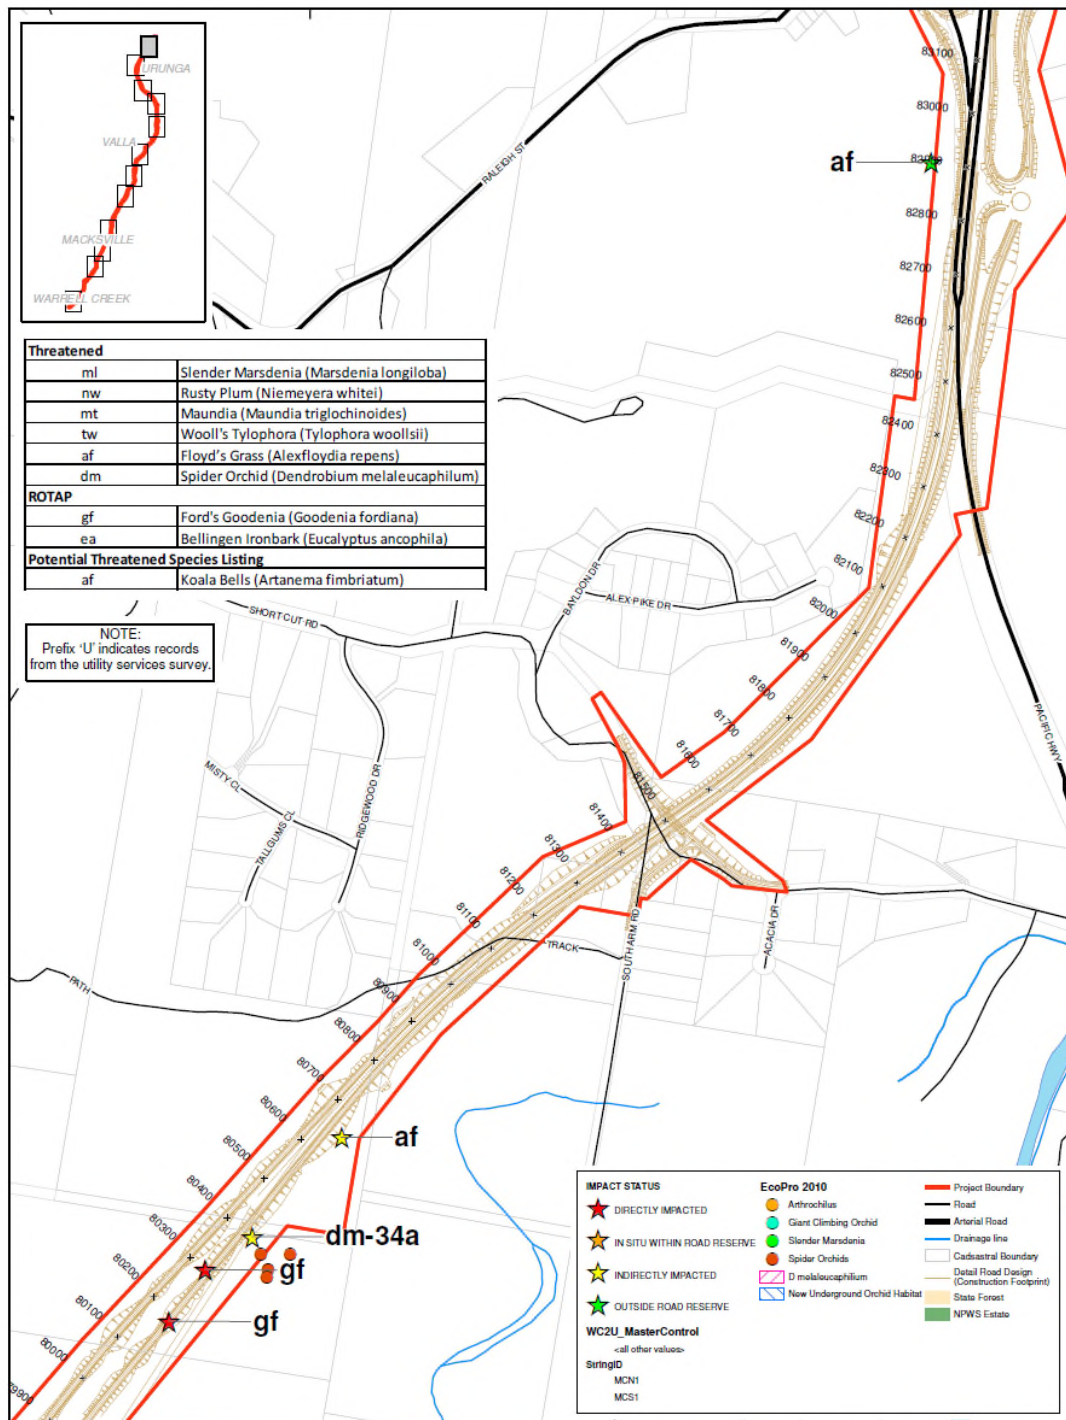 URUNGA
VALLA
MACKSVILLE
WARRELL CREEK
RALEIGH ST
83100
83000
af
82800
82700
82600
82500
82400
82300
82200
82100
82000
81900
81800
81700
81600
81500
81400
81300
81200
81100
81000
80900
80800
80700
80600
80500
80400
80300
80200
80100
80000
79900
Threatened
ml Slender Marsdenia (Marsdenia longiloba)
nw Rusty Plum (Niemeyera whitei)
mt Maundia (Maundia triglochinoides)
tw Wooll's Tylophora (Tylophora woollsii)
af Floyd's Grass (Alexfloydia repens)
dm Spider Orchid (Dendrobium melaleucaphilum)
ROTAP
gf Ford's Goodenia (Goodenia fordiana)
ea Bellingen Ironbark (Eucalyptus ancophila)
Potential Threatened Species Listing
af Koala Bells (Artanema fimbriatum)
NOTE:
Prefix ‘U’ indicates records
from the utility services survey.
SHORT CUT RD
BAYLDON DR
ALEX PIKE DR
PACIFIC HWY
MISTY CL
TALLGUMS CL
RIDGEWOOD DR
SOUTH ARM RD
ACACIA DR
TRACK
PATH
af
dm-34a
gf
gf
IMPACT STATUS
DIRECTLY IMPACTED
IN SITU WITHIN ROAD RESERVE
INDIRECTLY IMPACTED
OUTSIDE ROAD RESERVE
WC2U_MasterControl
<all other values>
StringID
MCN1
MCS1
EcoPro 2010
Arthrochilus
Giant Climbing Orchid
Slender Marsdenia
Spider Orchids
D melaleucaphilium
New Underground Orchid Habitat
Project Boundary
Road
Arterial Road
Drainage line
Cadsastral Boundary
Detail Road Design
(Construction Footprint)
State Forest
NPWS Estate